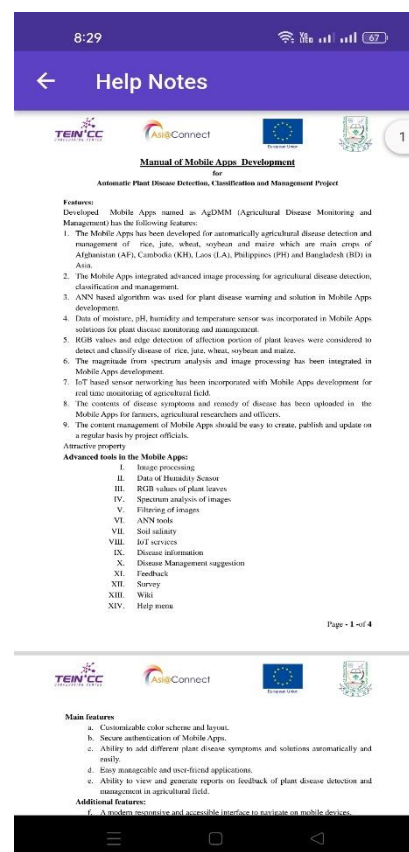 8:29
67
Help Notes
1
TEIN*CC
Asi@Connect
European Union
Manual of Mobile Apps Development
for
Automatic Plant Disease Detection, Classification and Management Project
Features:
Developed Mobile Apps named as AgDMM (Agricultural Disease Monitoring and
Management) has the following features:
1. The Mobile Apps has been developed for automatically agricultural disease detection and
management of rice, jute, wheat, soybean and maize which are main crops of
Afghanistan (AF), Cambodia (KH), Laos (LA), Philippines (PH) and Bangladesh (BD) in
Asia.
2. The Mobile Apps integrated advanced image processing for agricultural disease detection,
classification and management.
3. ANN based algorithm was used for plant disease warning and solution in Mobile Apps
development.
4. Data of moisture, pH, humidity and temperature sensor was incorporated in Mobile Apps
solutions for plant disease monitoring and management.
5. RGB values and edge detection of affection portion of plant leaves were considered to
detect and classify disease of rice, jute, wheat, soybean and maize.
6. The magnitude from spectrum analysis and image processing has been integrated in
Mobile Apps development.
7. IoT based sensor networking has been incorporated with Mobile Apps development for
real time monitoring of agricultural field.
8. The contents of disease symptoms and remedy of disease has been uploaded in the
Mobile Apps for farmers, agricultural researchers and officers.
9. The content management of Mobile Apps should be easy to create, publish and update on
a regular basis by project officials.
Attractive property
Advanced tools in the Mobile Apps:
I. Image processing
II. Data of Humidity Sensor
III. RGB values of plant leaves
IV. Spectrum analysis of images
V. Filtering of images
VI. ANN tools
VII. Soil salinity
VIII. IoT services
IX. Disease information
X. Disease Management suggestion
XI. Feedback
XII. Survey
XIII. Wiki
XIV. Help menu
Page - 1 -of 4
TEIN*CC
Asi@Connect
European Union
Main features
a. Customizable color scheme and layout.
b. Secure authentication of Mobile Apps.
c. Ability to add different plant disease symptoms and solutions automatically and
easily.
d. Easy manageable and user-friend applications.
e. Ability to view and generate reports on feedback of plant disease detection and
management in agricultural field.
Additional features:
f. A modern responsive and accessible interface to navigate on mobile devices.